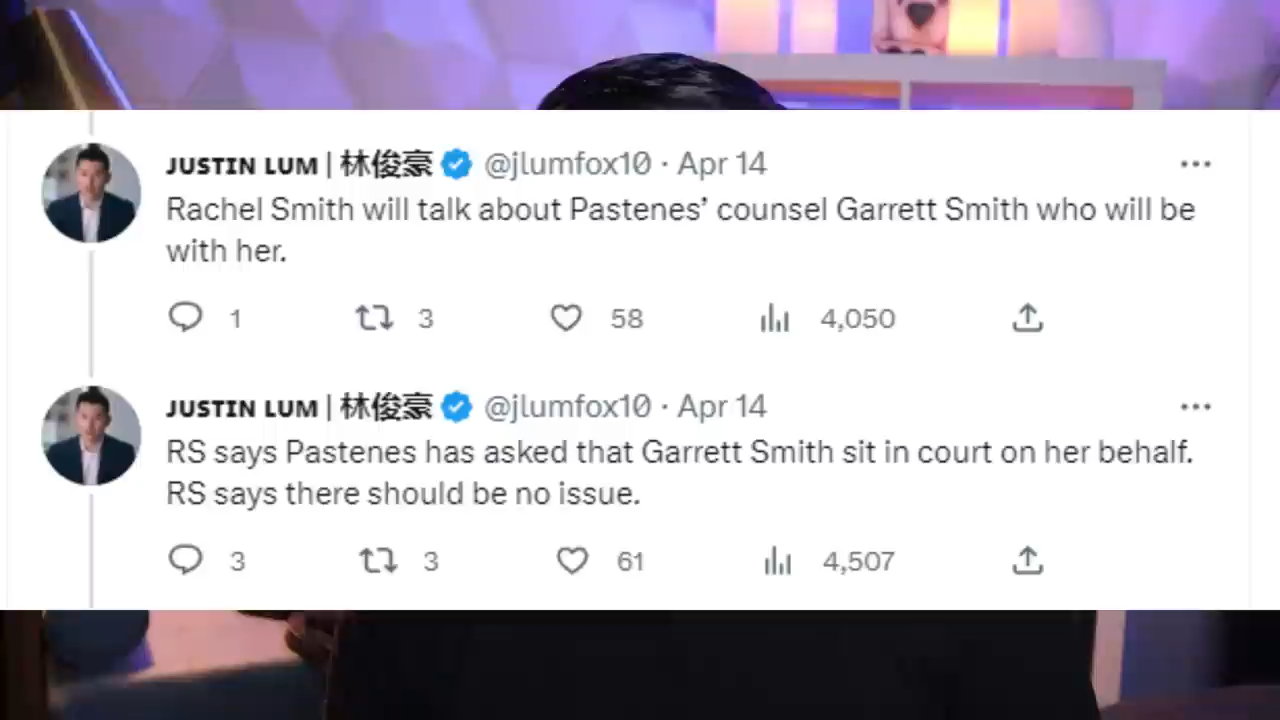 JUSTIN LUM | 林俊豪 @jlumfox10 · Apr 14
Rachel Smith will talk about Pastenes’ counsel Garrett Smith who will be
with her.
1 3 58 4,050
JUSTIN LUM | 林俊豪 @jlumfox10 · Apr 14
RS says Pastenes has asked that Garrett Smith sit in court on her behalf.
RS says there should be no issue.
3 3 61 4,507